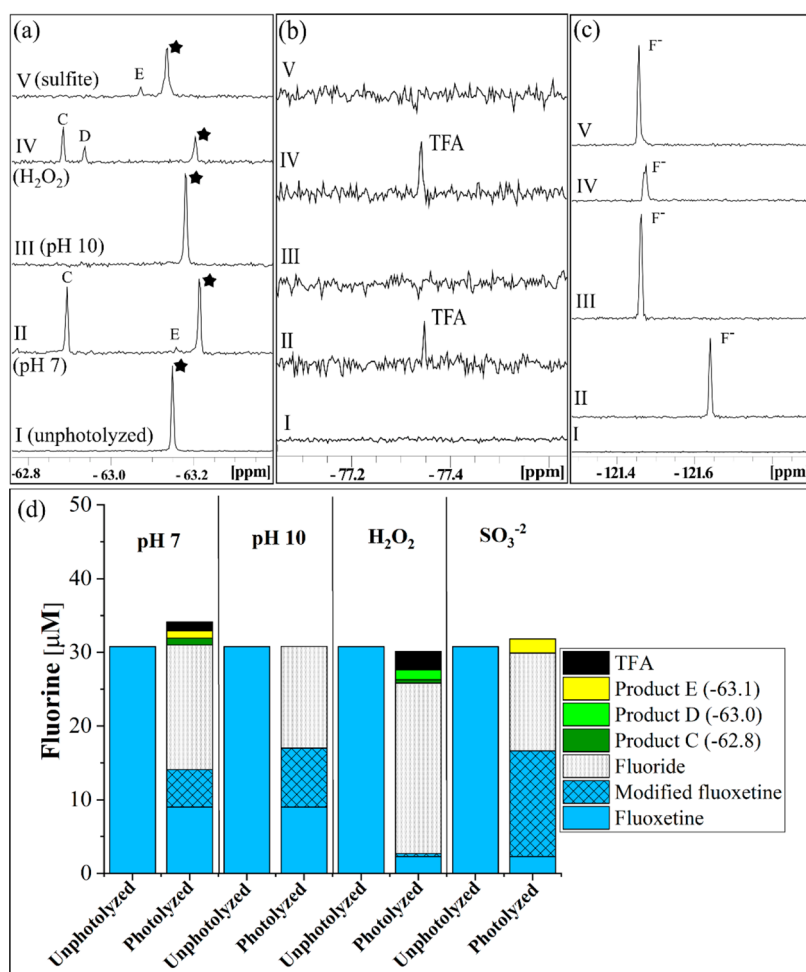 (a)
V (sulfite)
E
C
D
IV
(H₂O₂)
III (pH 10)
C
II
E
(pH 7)
I (unphotolyzed)
-62.8 -63.0 -63.2 [ppm]
(b)
V
IV
TFA
III
II
TFA
I
-77.2 -77.4 [ppm]
(c)
F⁻
V
F⁻
IV
F⁻
III
F⁻
II
I
-121.4 -121.6 [ppm]
(d)
pH 7 pH 10 H₂O₂ SO₃⁻²
Fluorine [µM]
50
40
30
20
10
0
TFA
Product E (-63.1)
Product D (-63.0)
Product C (-62.8)
Fluoride
Modified fluoxetine
Fluoxetine
Unphotolyzed
Photolyzed
Unphotolyzed
Photolyzed
Unphotolyzed
Photolyzed
Unphotolyzed
Photolyzed